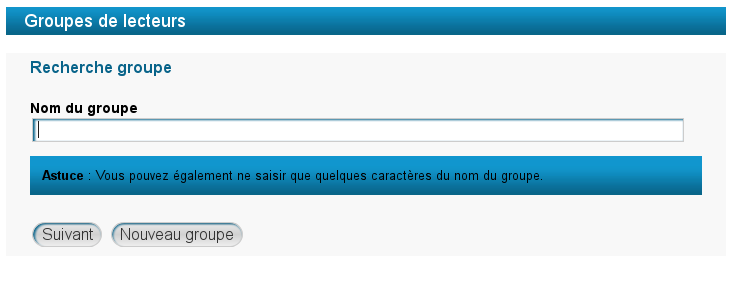 Groupes de lecteurs
Recherche groupe
Nom du groupe
Astuce : Vous pouvez également ne saisir que quelques caractères du nom du groupe.
Suivant Nouveau groupe